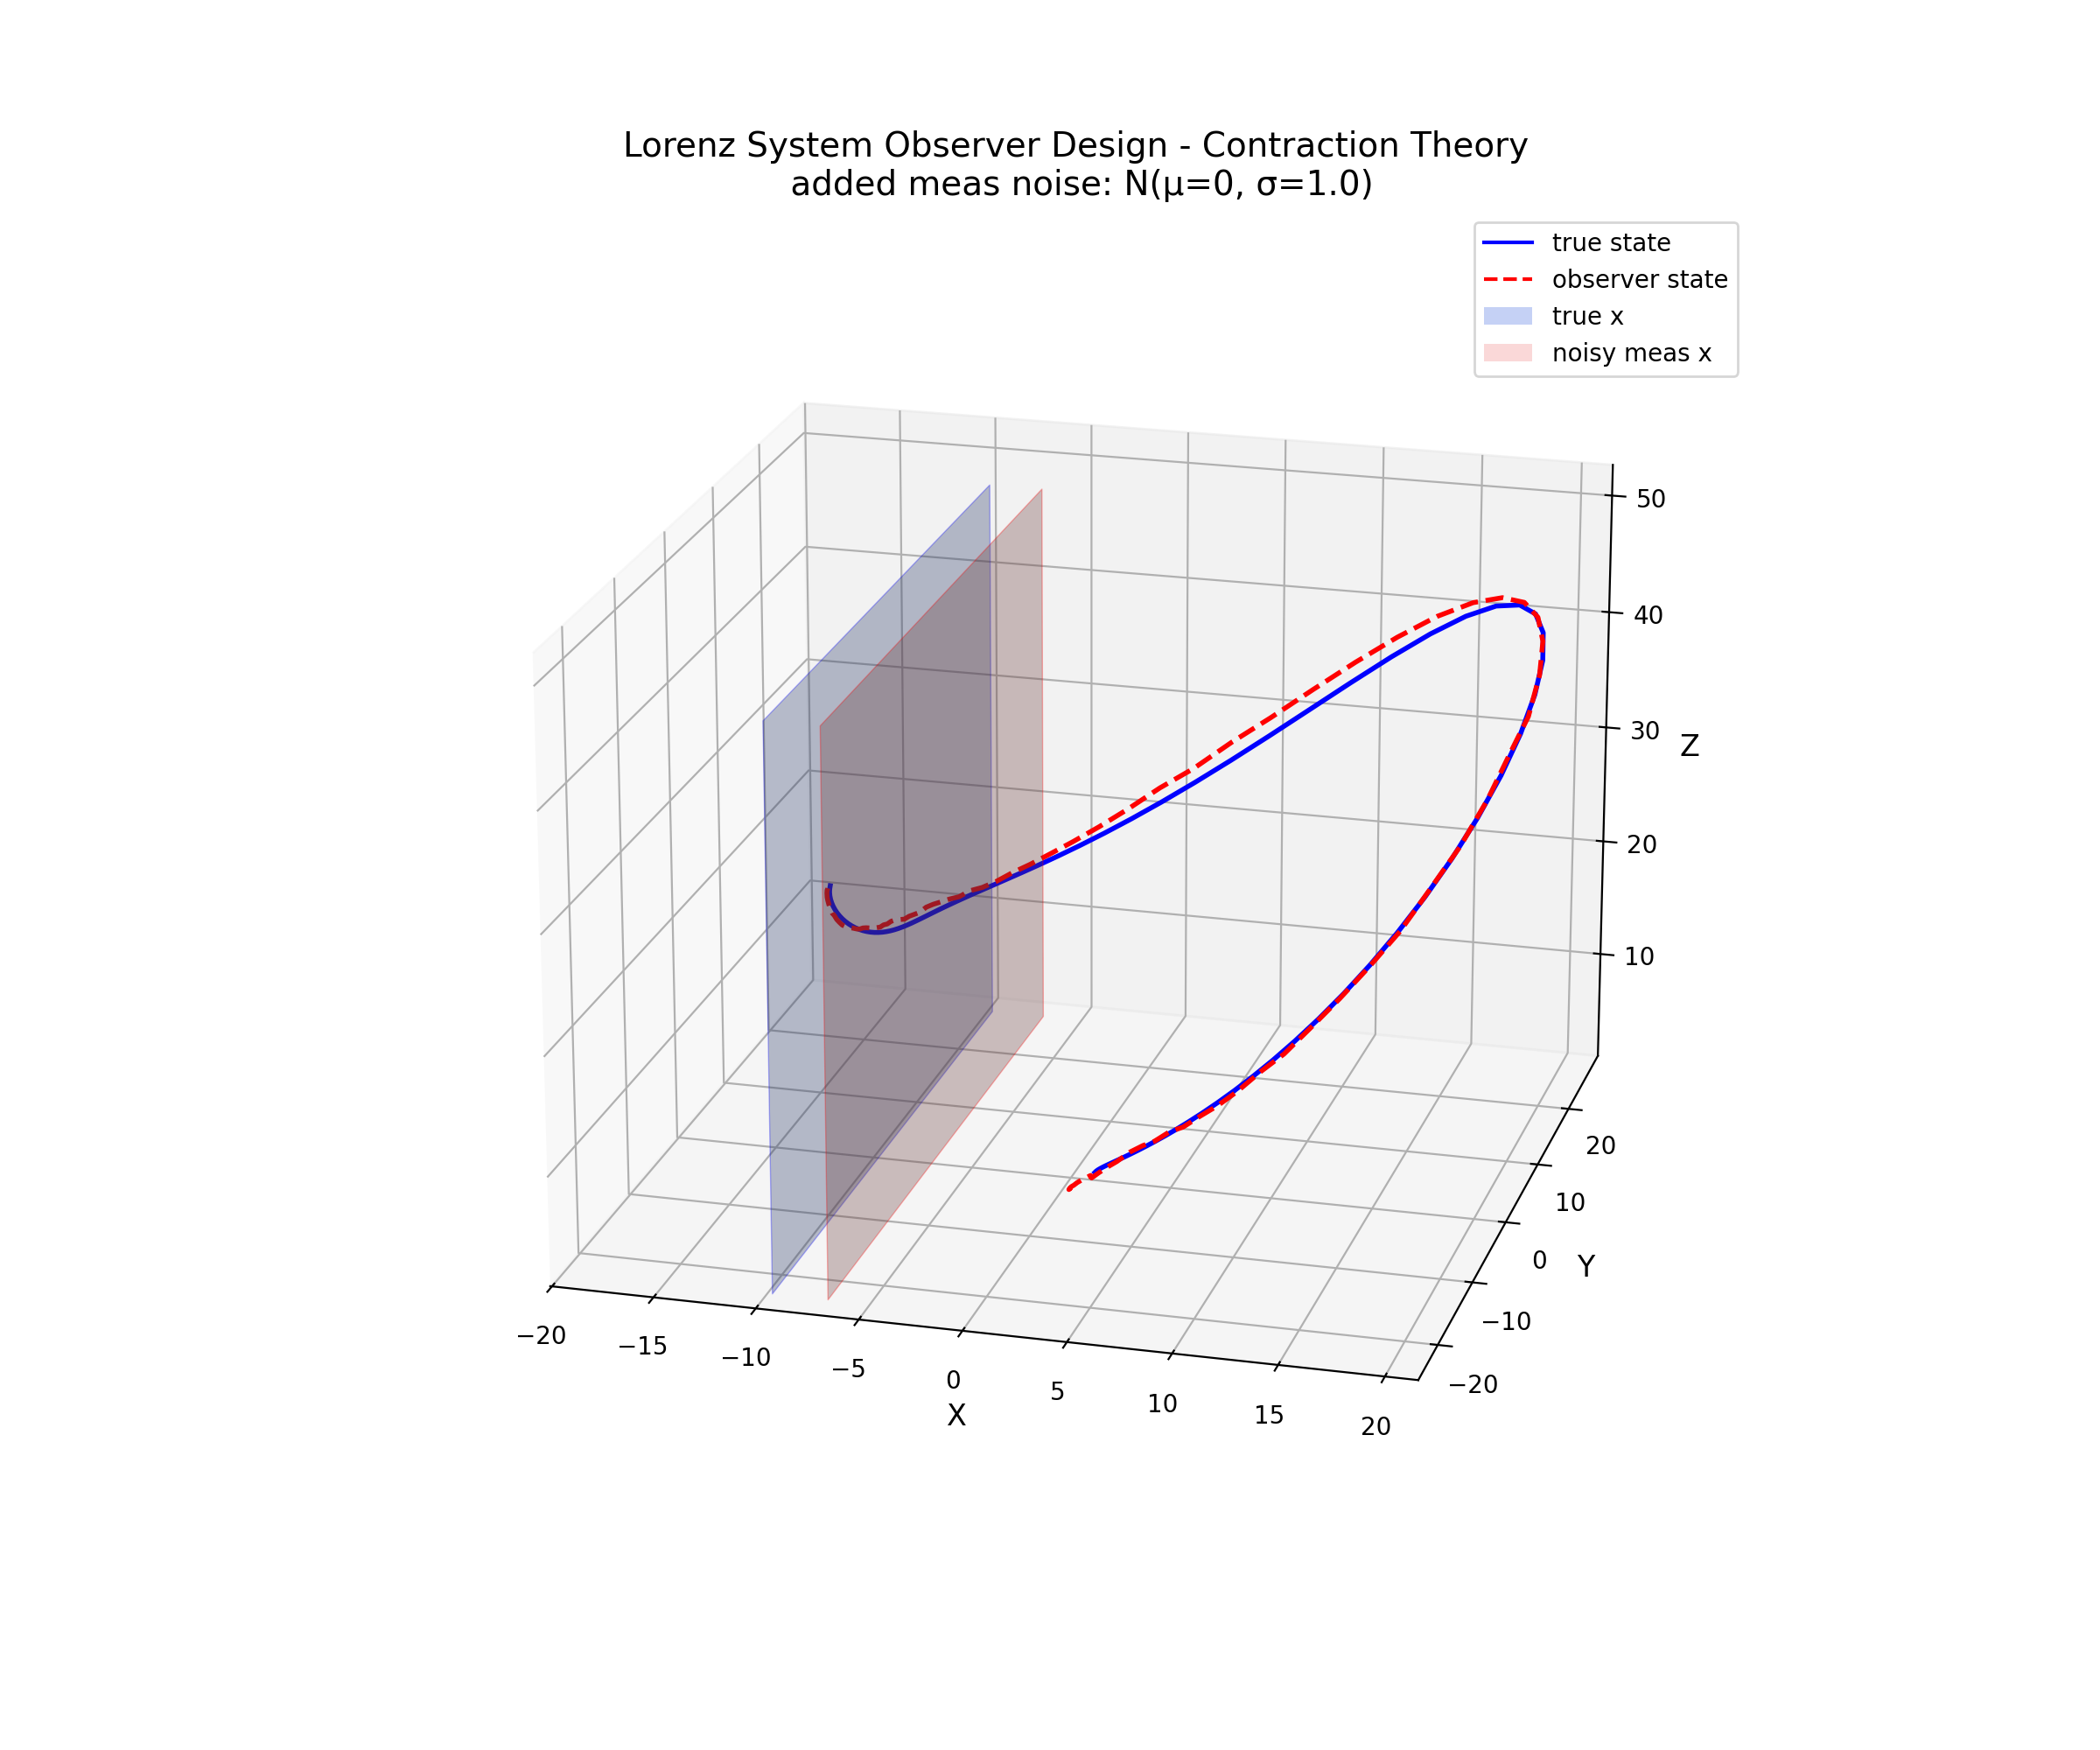 Lorenz System Observer Design - Contraction Theory
added meas noise: N(μ=0, σ=1.0)
true state
observer state
true x
noisy meas x
50
40
30
Z
20
10
20
10
0
Y
−10
−20
−20
−15
−10
−5
0
5
10
15
20
X